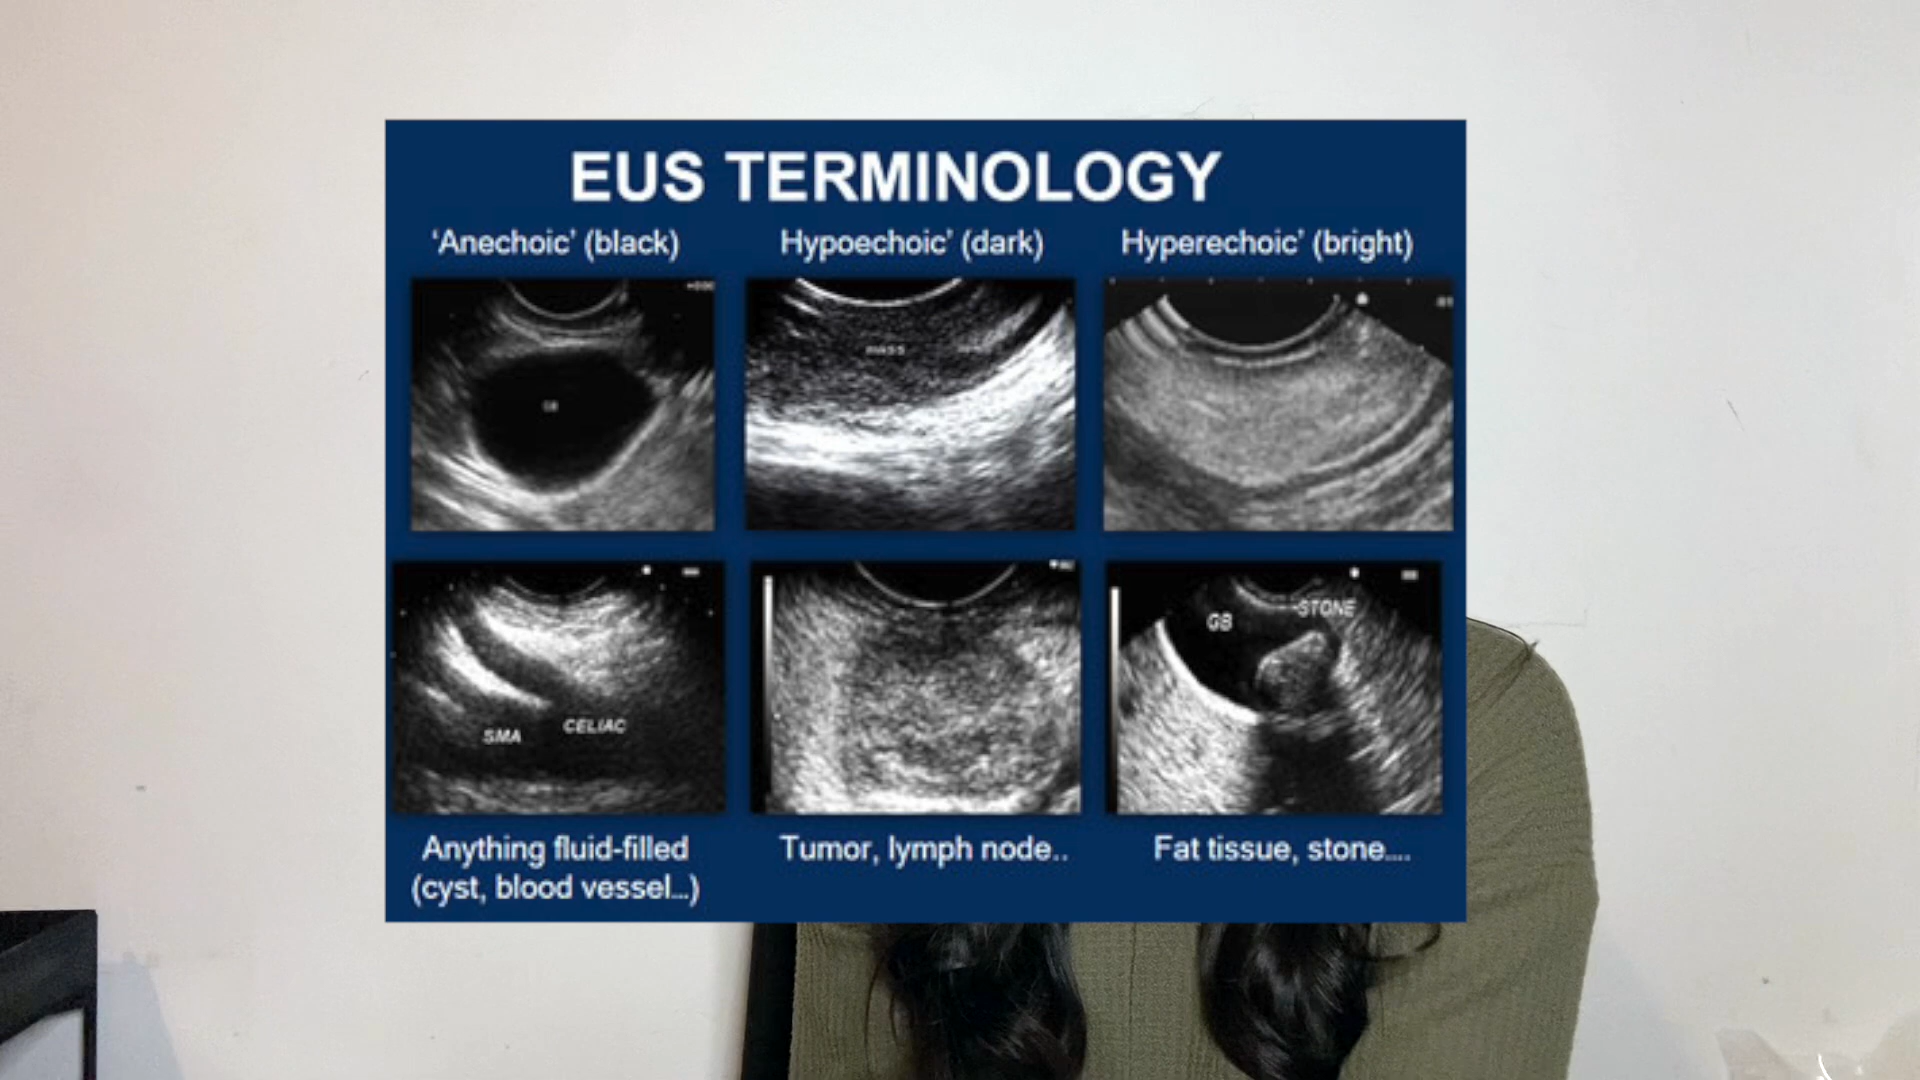 EUS TERMINOLOGY
‘Anechoic’ (black)
Hypoechoic’ (dark)
Hyperechoic’ (bright)
GB
MASS
SMA
CELIAC
GB
STONE
Anything fluid-filled
(cyst, blood vessel...)
Tumor, lymph node..
Fat tissue, stone....